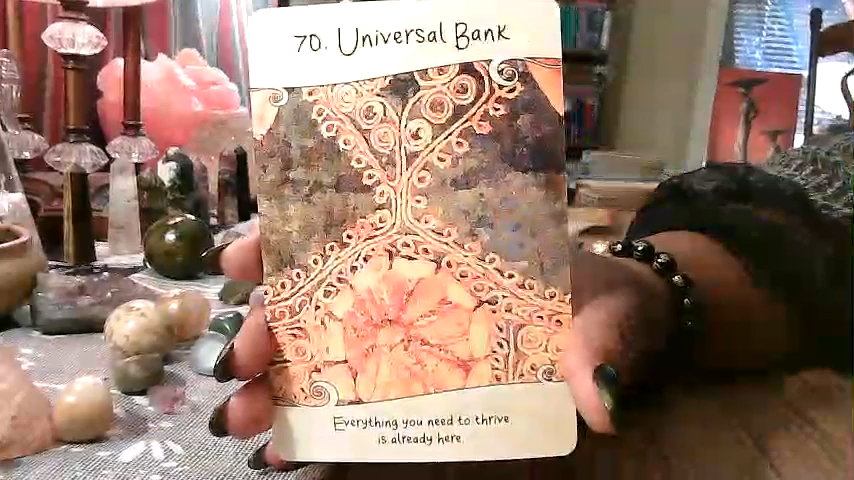 70. Universal Bank
Everything you need to thrive
is already here.